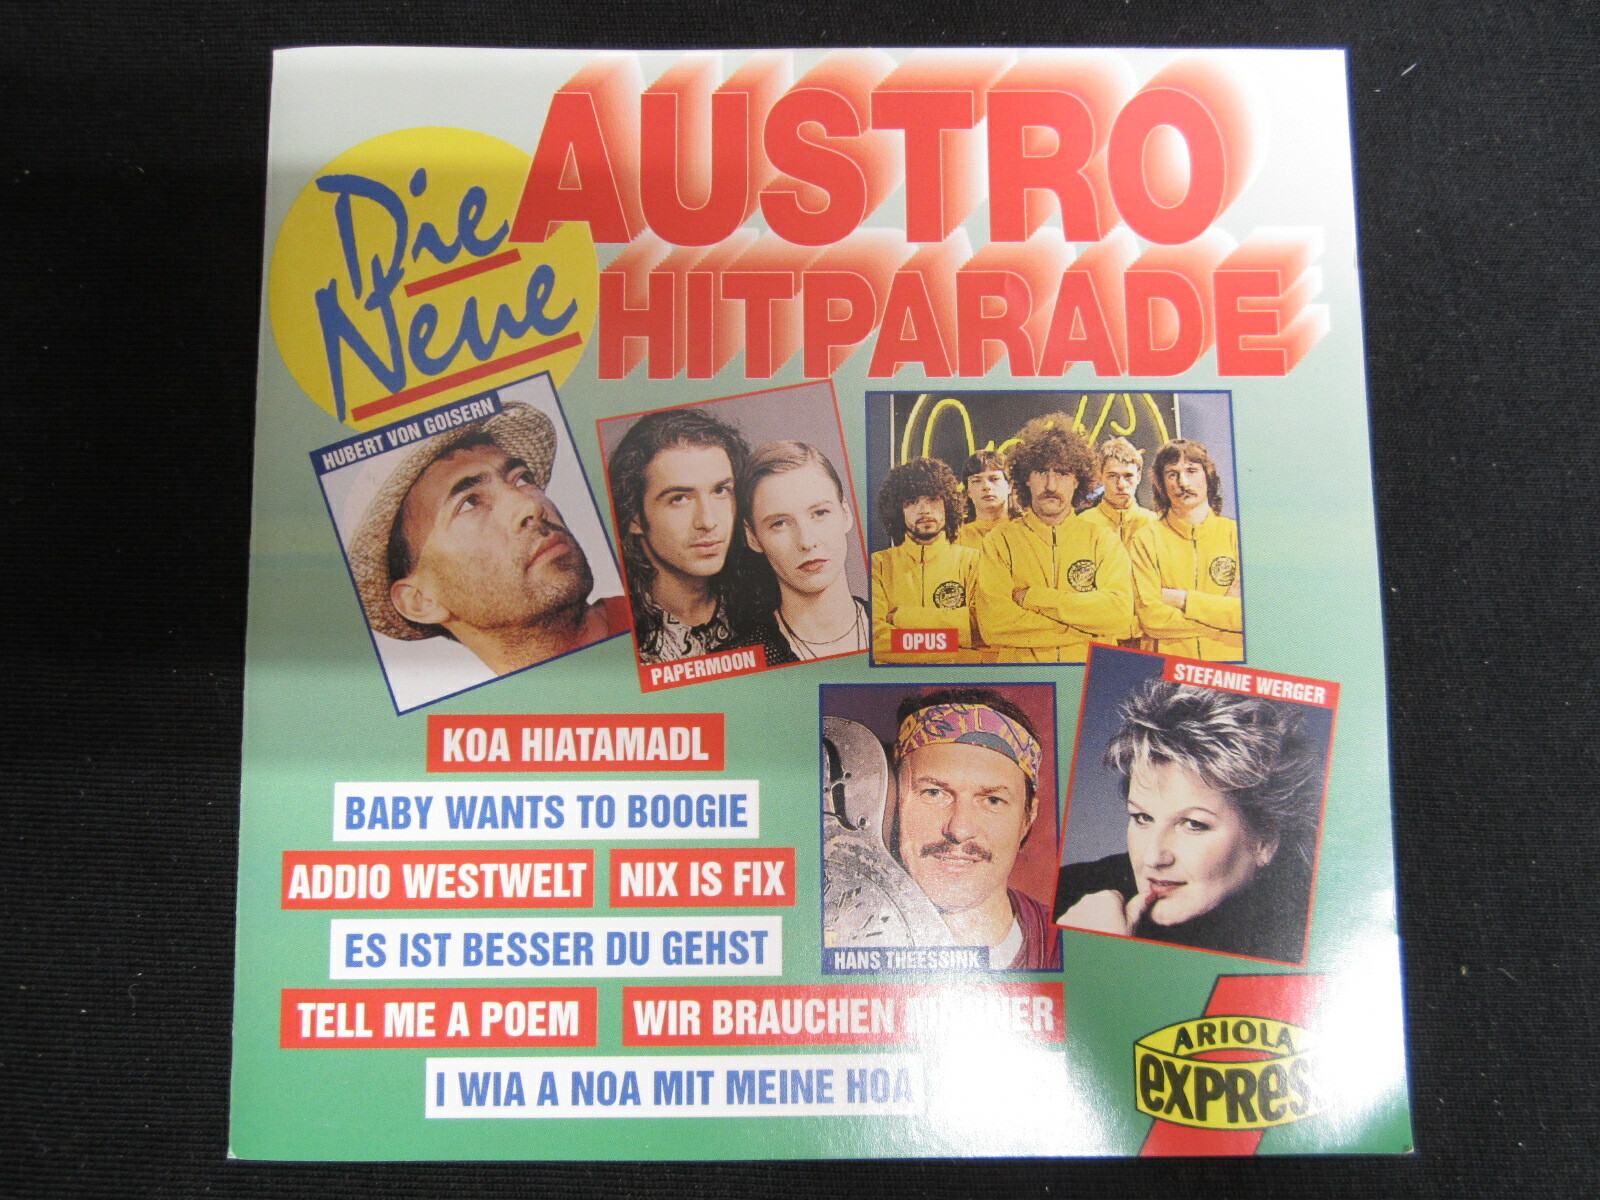 Die
Neue
AUSTRO
HITPARADE
HUBERT VON GOISERN
PAPERMOON
OPUS
STEFANIE WERGER
HANS THEESSINK
KOA HIATAMADL
BABY WANTS TO BOOGIE
ADDIO WESTWELT
NIX IS FIX
ES IST BESSER DU GEHST
TELL ME A POEM
WIR BRAUCHEN MÄNNER
I WIA A NOA MIT MEINE HOA
ARIOLA
EXPRESS